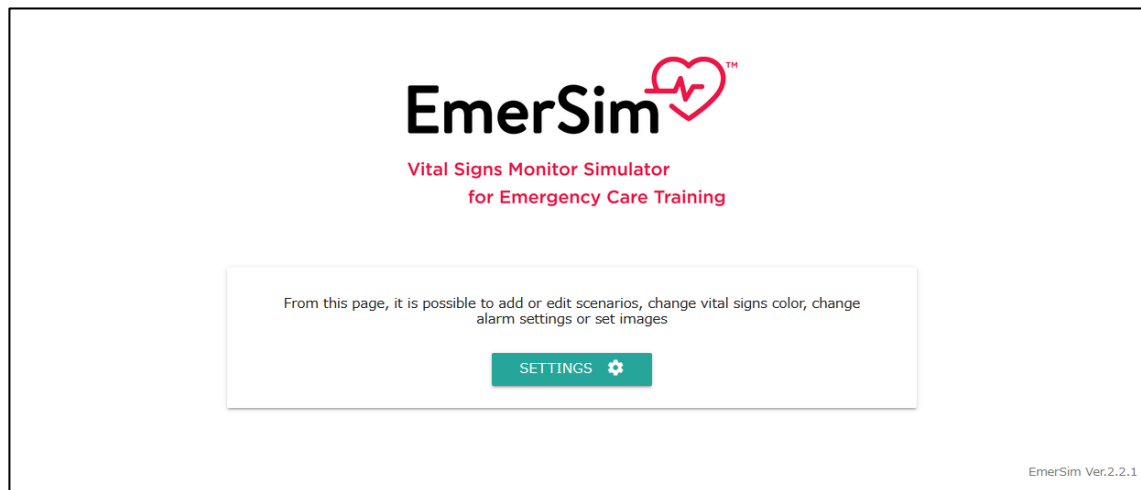 EmerSim™
Vital Signs Monitor Simulator
for Emergency Care Training
From this page, it is possible to add or edit scenarios, change vital signs color, change
alarm settings or set images
SETTINGS
EmerSim Ver.2.2.1